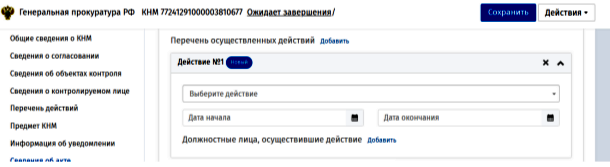 Генеральная прокуратура РФ КНМ 77241291000003810677 Ожидает завершения/ Сохранить Действия
Общие сведения о КНМ
Сведения о согласовании
Сведения об объектах контроля
Сведения о контролируемом лице
Перечень действий
Предмет КНМ
Информация об уведомлении
Сведения об акте
Перечень осуществленных действий Добавить
Действие №1
Выберите действие
Дата начала Дата окончания
Должностные лица, осуществившие действие Добавить